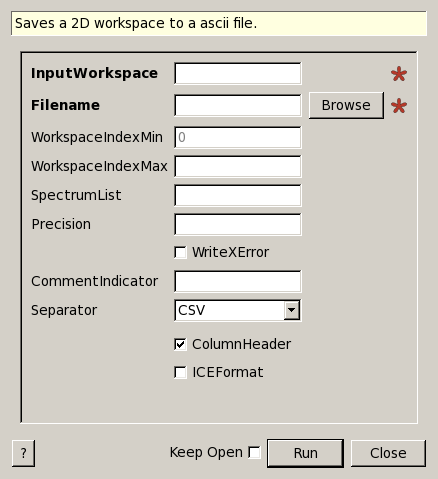 Saves a 2D workspace to a ascii file.
InputWorkspace
Filename Browse
WorkspaceIndexMin 0
WorkspaceIndexMax
SpectrumList
Precision
WriteXError
CommentIndicator
Separator CSV
ColumnHeader
ICEFormat
? Keep Open Run Close